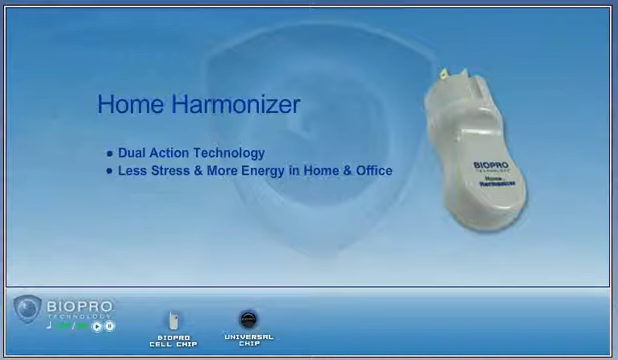 Home Harmonizer
• Dual Action Technology
• Less Stress & More Energy in Home & Office
BIOPRO
TECHNOLOGY
Home
Harmonizer
BIOPRO
TECHNOLOGY
BIOPRO
CELL CHIP
UNIVERSAL
CHIP